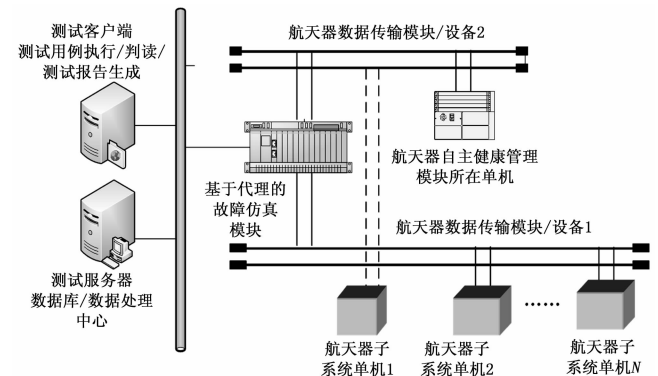 测试客户端
测试用例执行/判读/
测试报告生成
航天器数据传输模块/设备2
基于代理的
故障仿真
模块
航天器自主健康管理
模块所在单机
航天器数据传输模块/设备1
测试服务器
数据库/数据处理
中心
……
航天器子
系统单机1
航天器子
系统单机2
航天器子
系统单机N